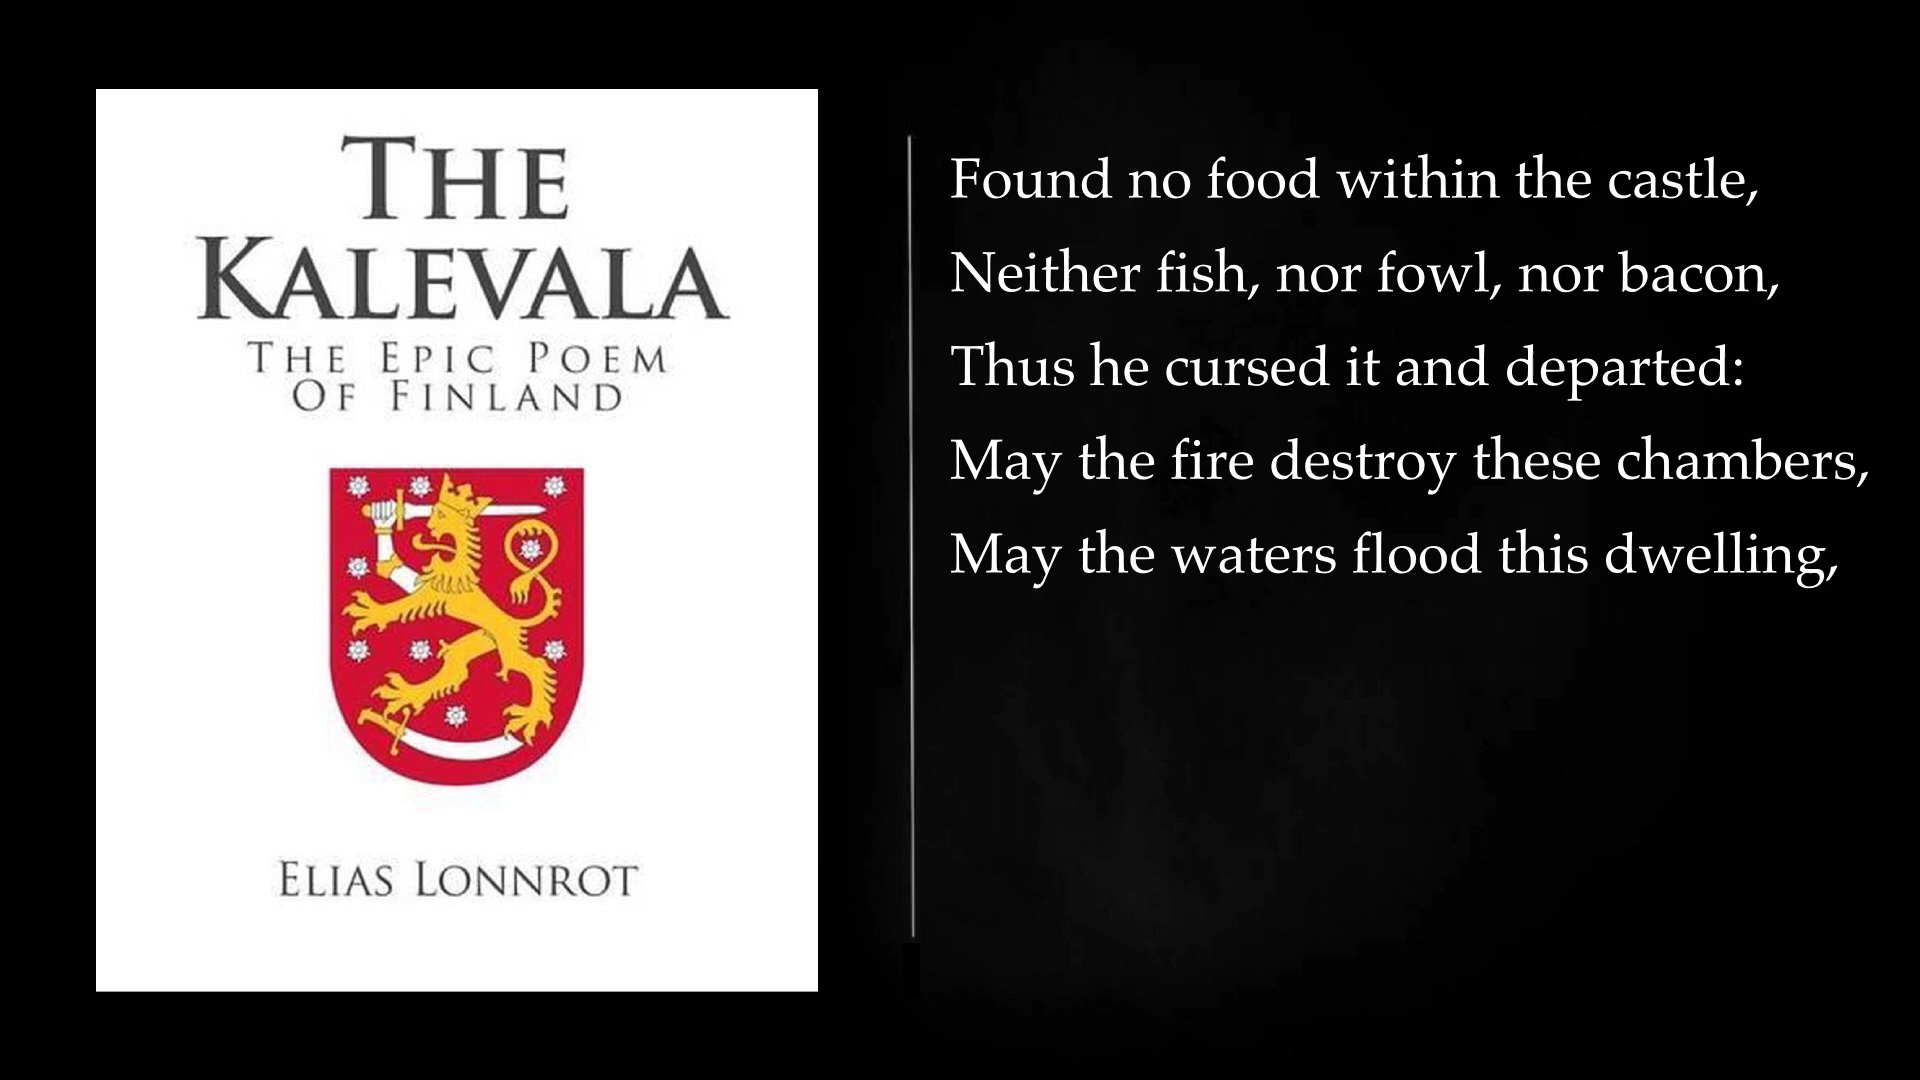 THE
KALEVALA
THE EPIC POEM
OF FINLAND
ELIAS LONNROT
Found no food within the castle,
Neither fish, nor fowl, nor bacon,
Thus he cursed it and departed:
May the fire destroy these chambers,
May the waters flood this dwelling,